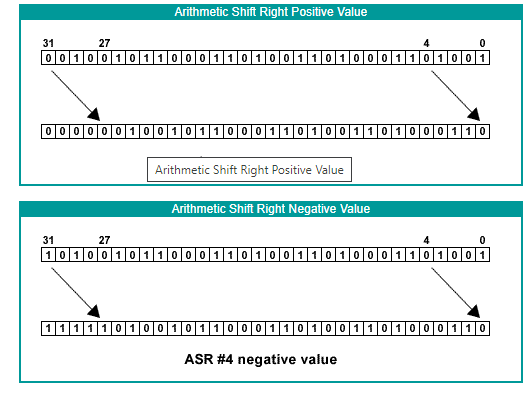 Arithmetic Shift Right Positive Value
31 27 4 0
0 0 1 0 0 1 0 1 1 0 0 0 1 1 0 1 0 0 1 1 0 1 0 0 0 1 1 0 1 0 0 1
0 0 0 0 0 0 1 0 0 1 0 1 1 0 0 0 1 1 0 1 0 0 1 1 0 1 0 0 0 1 1 0
Arithmetic Shift Right Positive Value
Arithmetic Shift Right Negative Value
31 27 4 0
1 0 1 0 0 1 0 1 1 0 0 0 1 1 0 1 0 0 1 1 0 1 0 0 0 1 1 0 1 0 0 1
1 1 1 1 1 0 1 0 0 1 0 1 1 0 0 0 1 1 0 1 0 0 1 1 0 1 0 0 0 1 1 0
ASR #4 negative value